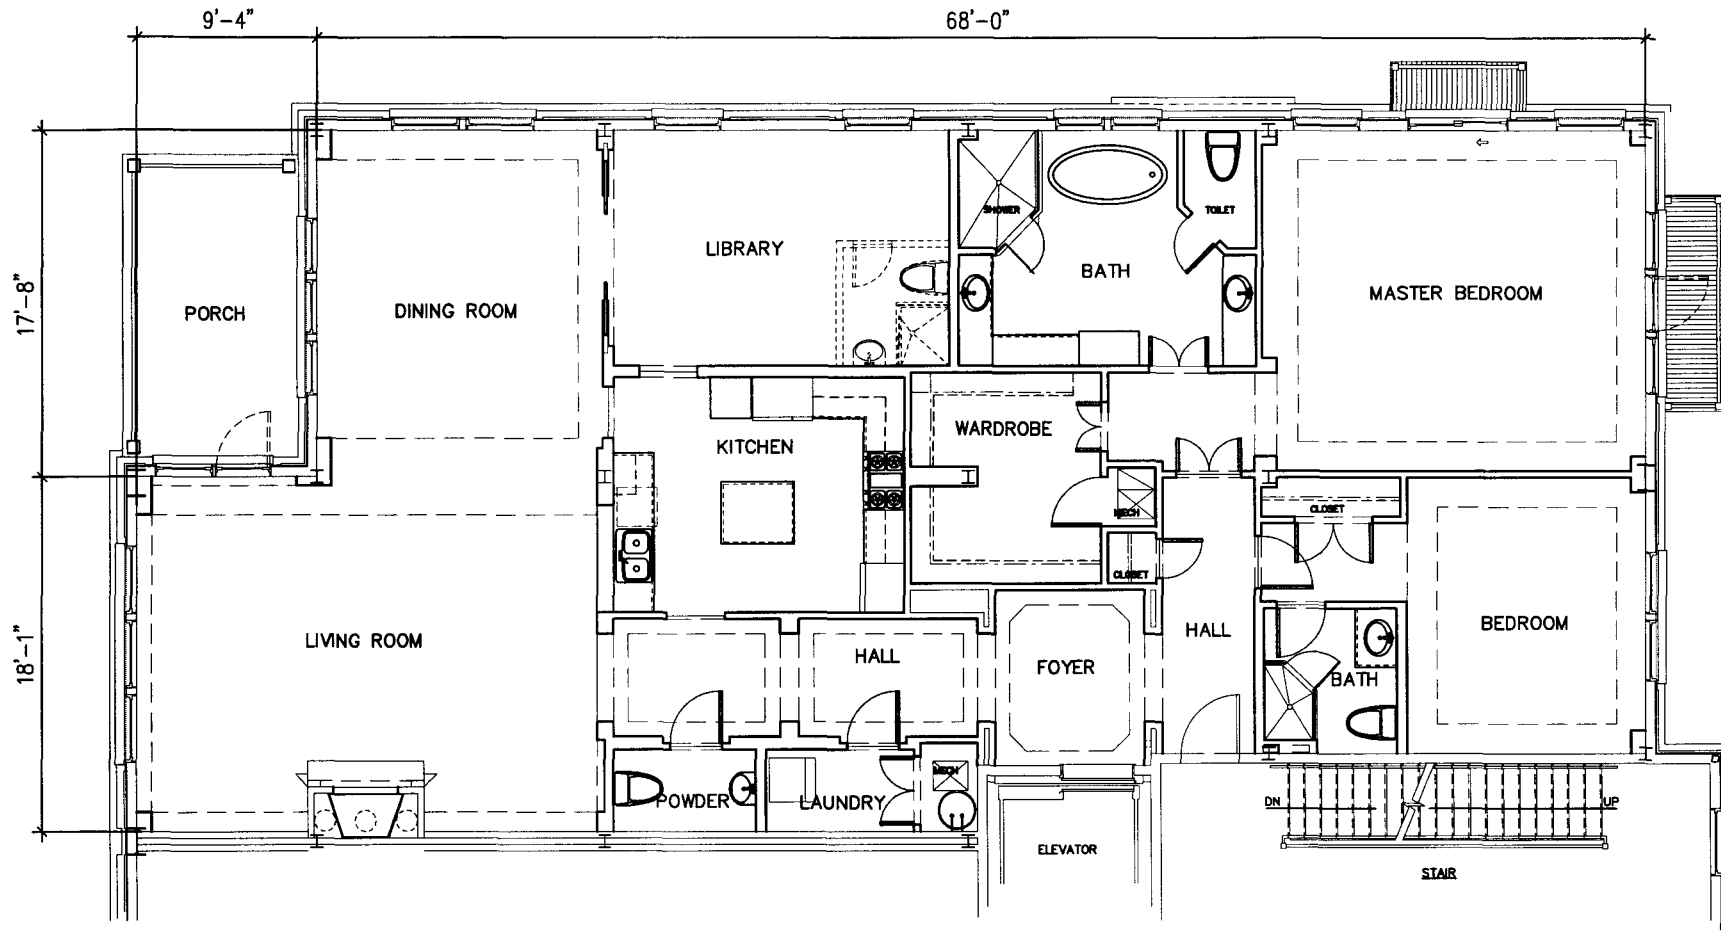 9'-4"
68'-0"
17'-8"
18'-1"
PORCH
DINING ROOM
LIBRARY
SHOWER
BATH
TOILET
MASTER BEDROOM
KITCHEN
WARDROBE
MECH
CLOSET
CLOSET
LIVING ROOM
HALL
FOYER
HALL
BATH
BEDROOM
POWDER
LAUNDRY
MECH
ELEVATOR
DN
UP
STAIR